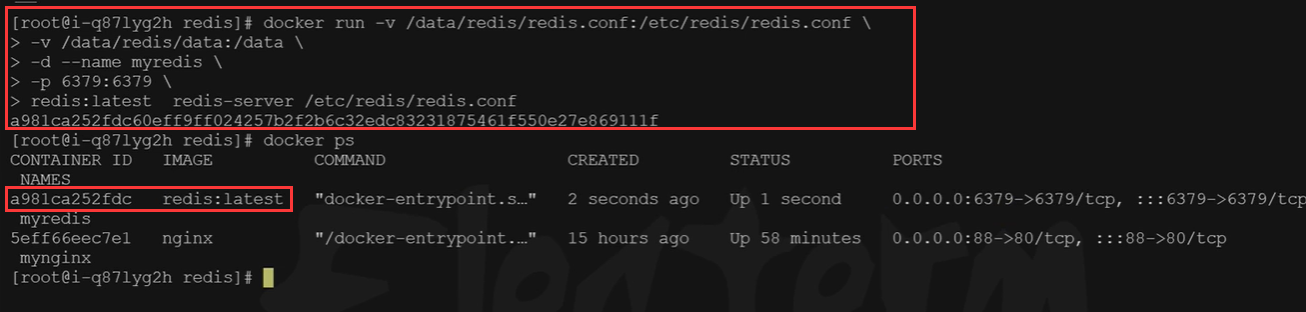 [root@i-q87lyg2h redis]# docker run -v /data/redis/redis.conf:/etc/redis/redis.conf \
> -v /data/redis/data:/data \
> -d --name myredis \
> -p 6379:6379 \
> redis:latest  redis-server /etc/redis/redis.conf
a981ca252fdc60eff9ff024257b2f2b6c32edc83231875461f550e27e869111f
[root@i-q87lyg2h redis]# docker ps
CONTAINER ID   IMAGE          COMMAND                  CREATED         STATUS          PORTS
 NAMES
a981ca252fdc   redis:latest   "docker-entrypoint.s…"   2 seconds ago   Up 1 second     0.0.0.0:6379->6379/tcp, :::6379->6379/tcp
 myredis
5eff66eec7e1   nginx          "/docker-entrypoint.…"   15 hours ago    Up 58 minutes   0.0.0.0:88->80/tcp, :::88->80/tcp
 mynginx
[root@i-q87lyg2h redis]#